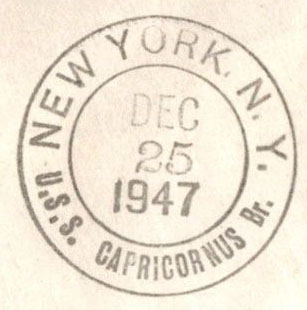 NEW YORK, N. Y.
DEC
25
1947
U.S.S. CAPRICORNUS Br.